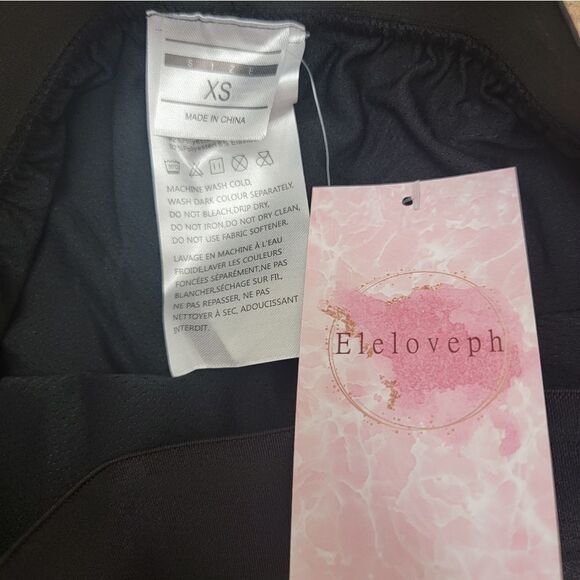 SIZE
XS
MADE IN CHINA
MACHINE WASH COLD,
WASH DARK COLOUR SEPARATELY,
DO NOT BLEACH,DRIP DRY,
DO NOT IRON,DO NOT DRY CLEAN,
DO NOT USE FABRIC SOFTENER.
LAVAGE EN MACHINE À L'EAU
FROIDE,LAVER LES COULEURS
FONCÉES SÉPARÉMENT,NE PAS
BLANCHIR,SÉCHAGE SUR FIL,
NE PAS REPASSER, NE PAS
NETTOYER À SEC, ADOUCISSANT
INTERDIT.
Eleloveph